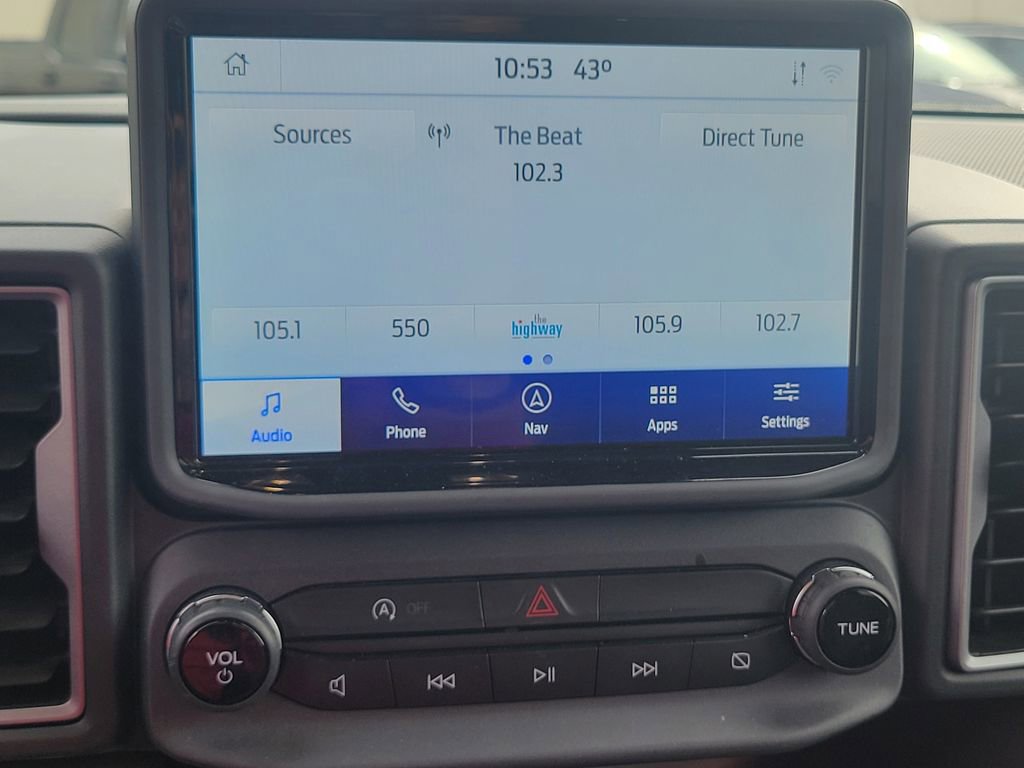 10:53 43º
Sources
The Beat
Direct Tune
102.3
105.1
550
the
highway
105.9
102.7
Audio
Phone
Nav
Apps
Settings
A OFF
VOL
TUNE